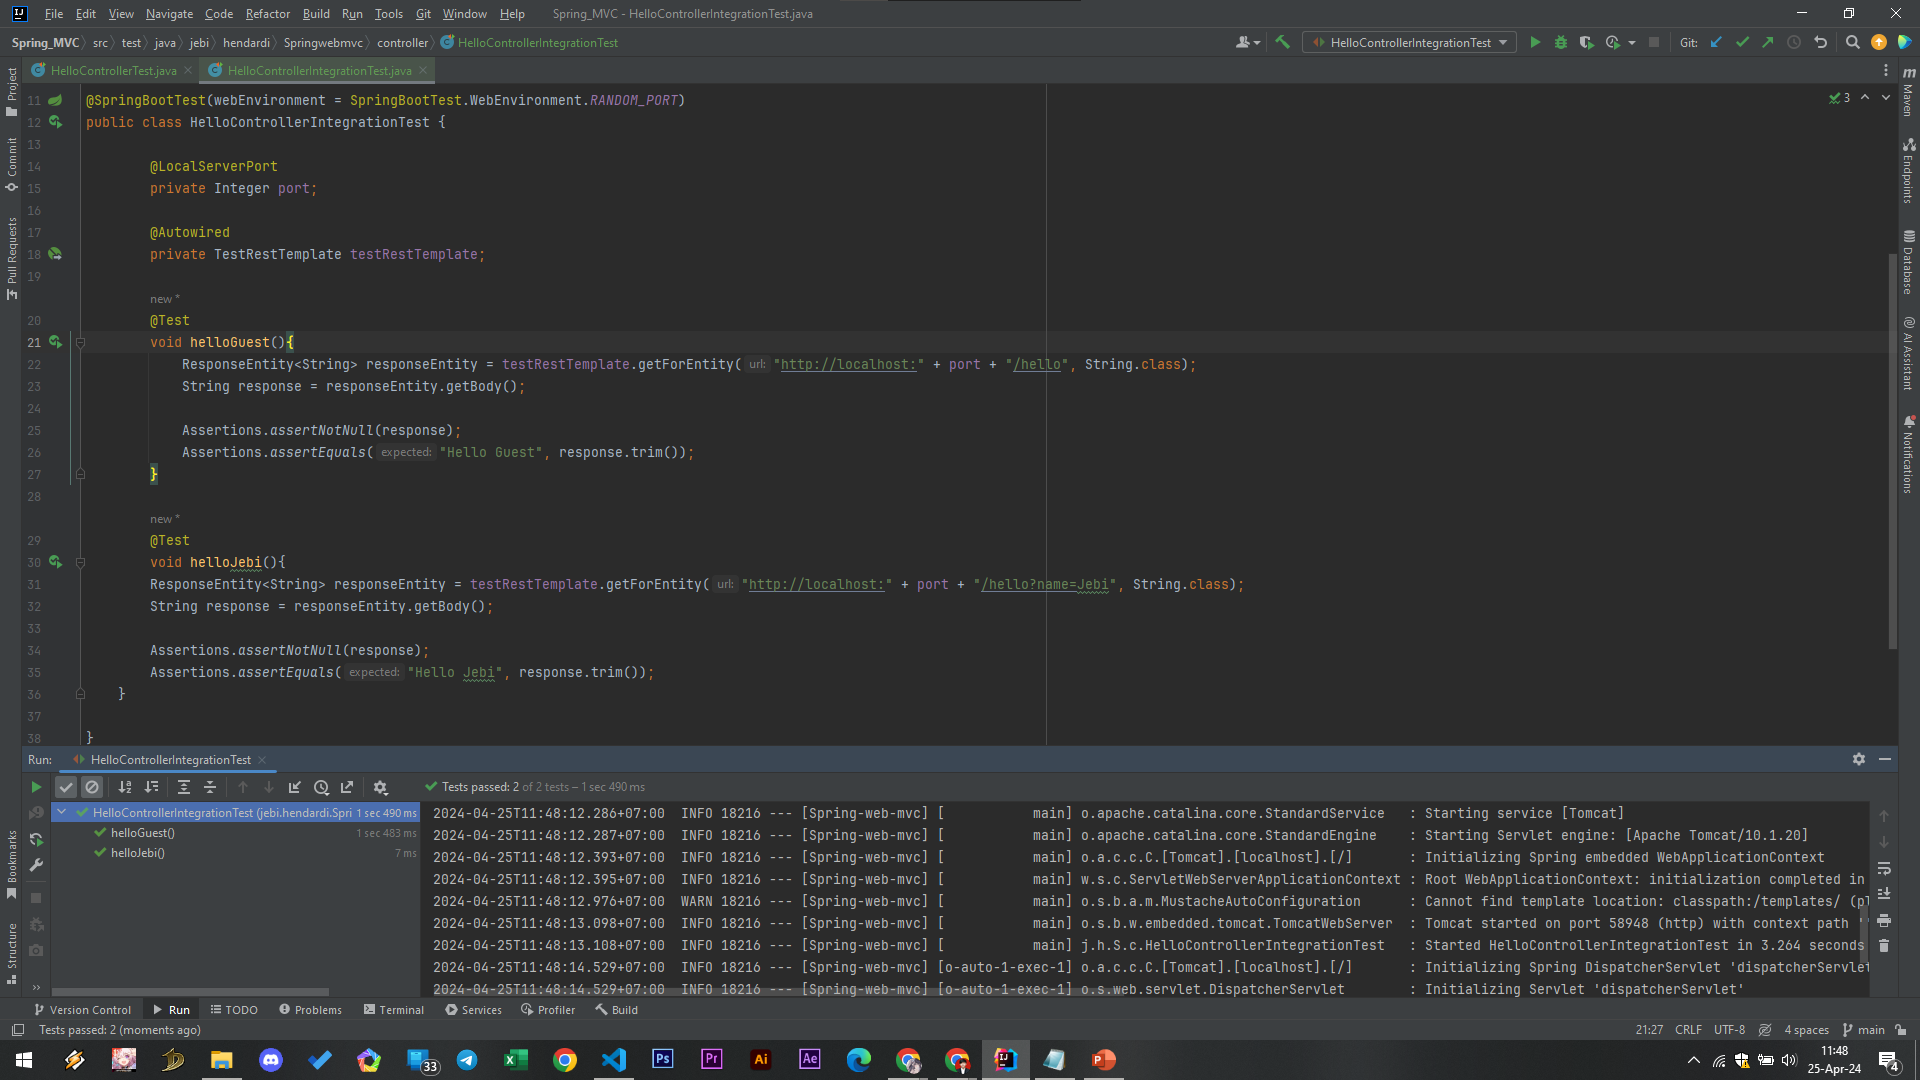 File Edit View Navigate Code Refactor Build Run Tools Git Window Help Spring_MVC - HelloControllerIntegrationTest.java
Spring_MVC src test java jebi hendardi Springwebmvc controller HelloControllerIntegrationTest HelloControllerIntegrationTest Git:
HelloControllerTest.java HelloControllerIntegrationTest.java
Project
Commit
Pull Requests
Bookmarks
Structure
11 @SpringBootTest(webEnvironment = SpringBootTest.WebEnvironment.RANDOM_PORT) 3
12 public class HelloControllerIntegrationTest {
13
14 @LocalServerPort
15 private Integer port;
16
17 @Autowired
18 private TestRestTemplate testRestTemplate;
19
new *
20 @Test
21 void helloGuest(){
22 ResponseEntity<String> responseEntity = testRestTemplate.getForEntity( url: "http://localhost:" + port + "/hello", String.class);
23 String response = responseEntity.getBody();
24
25 Assertions.assertNotNull(response);
26 Assertions.assertEquals( expected: "Hello Guest", response.trim());
27 }
28
new *
29 @Test
30 void helloJebi(){
31 ResponseEntity<String> responseEntity = testRestTemplate.getForEntity( url: "http://localhost:" + port + "/hello?name=Jebi", String.class);
32 String response = responseEntity.getBody();
33
34 Assertions.assertNotNull(response);
35 Assertions.assertEquals( expected: "Hello Jebi", response.trim());
36 }
37
38 }
m Maven
Endpoints
Database
AI Assistant
Notifications
Run: HelloControllerIntegrationTest
Tests passed: 2 of 2 tests – 1 sec 490 ms
HelloControllerIntegrationTest (jebi.hendardi.Spri 1 sec 490 ms
helloGuest() 1 sec 483 ms
helloJebi() 7 ms
2024-04-25T11:48:12.286+07:00 INFO 18216 --- [Spring-web-mvc] [ main] o.apache.catalina.core.StandardService : Starting service [Tomcat]
2024-04-25T11:48:12.287+07:00 INFO 18216 --- [Spring-web-mvc] [ main] o.apache.catalina.core.StandardEngine : Starting Servlet engine: [Apache Tomcat/10.1.20]
2024-04-25T11:48:12.393+07:00 INFO 18216 --- [Spring-web-mvc] [ main] o.a.c.c.C.[Tomcat].[localhost].[/] : Initializing Spring embedded WebApplicationContext
2024-04-25T11:48:12.395+07:00 INFO 18216 --- [Spring-web-mvc] [ main] w.s.c.ServletWebServerApplicationContext : Root WebApplicationContext: initialization completed in
2024-04-25T11:48:12.976+07:00 WARN 18216 --- [Spring-web-mvc] [ main] o.s.b.a.m.MustacheAutoConfiguration : Cannot find template location: classpath:/templates/ (pl
2024-04-25T11:48:13.098+07:00 INFO 18216 --- [Spring-web-mvc] [ main] o.s.b.w.embedded.tomcat.TomcatWebServer : Tomcat started on port 58948 (http) with context path
2024-04-25T11:48:13.108+07:00 INFO 18216 --- [Spring-web-mvc] [ main] j.h.S.c.HelloControllerIntegrationTest : Started HelloControllerIntegrationTest in 3.264 seconds
2024-04-25T11:48:14.529+07:00 INFO 18216 --- [Spring-web-mvc] [o-auto-1-exec-1] o.a.c.c.C.[Tomcat].[localhost].[/] : Initializing Spring DispatcherServlet 'dispatcherServlet
2024-04-25T11:48:14.529+07:00 INFO 18216 --- [Spring-web-mvc] [o-auto-1-exec-1] o.s.web.servlet.DispatcherServlet : Initializing Servlet 'dispatcherServlet'
Version Control Run TODO Problems Terminal Services Profiler Build
Tests passed: 2 (moments ago) 21:27 CRLF UTF-8 4 spaces main
33 Ps Pr Ai Ae 11:48
25-Apr-24 4